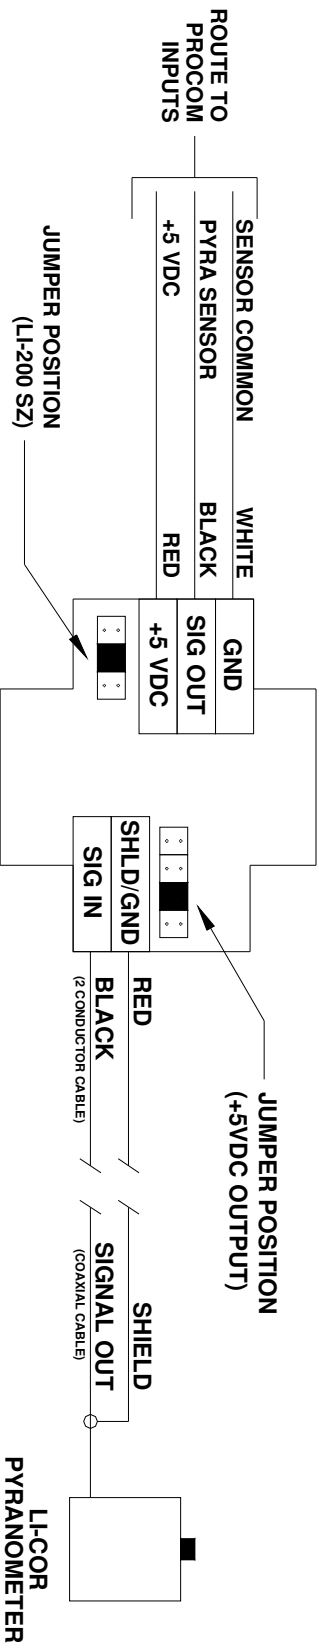 ROUTE TO
PROCOM
INPUTS
SENSOR COMMON
WHITE
PYRA SENSOR
BLACK
+5 VDC
RED
JUMPER POSITION
(LI-200 SZ)
GND
SIG OUT
+5 VDC
SHLD/GND
SIG IN
JUMPER POSITION
(+5VDC OUTPUT)
RED
BLACK
(2 CONDUCTOR CABLE)
SHIELD
SIGNAL OUT
(COAXIAL CABLE)
LI-COR
PYRANOMETER